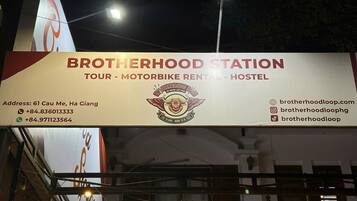 BROTHERHOOD STATION
TOUR - MOTORBIKE RENTAL - HOSTEL
Address: 61 Cau Me, Ha Giang
+84.836013333
+84.971123564
brotherhoodloop.com
brotherhoodloophg
brotherhoodloop